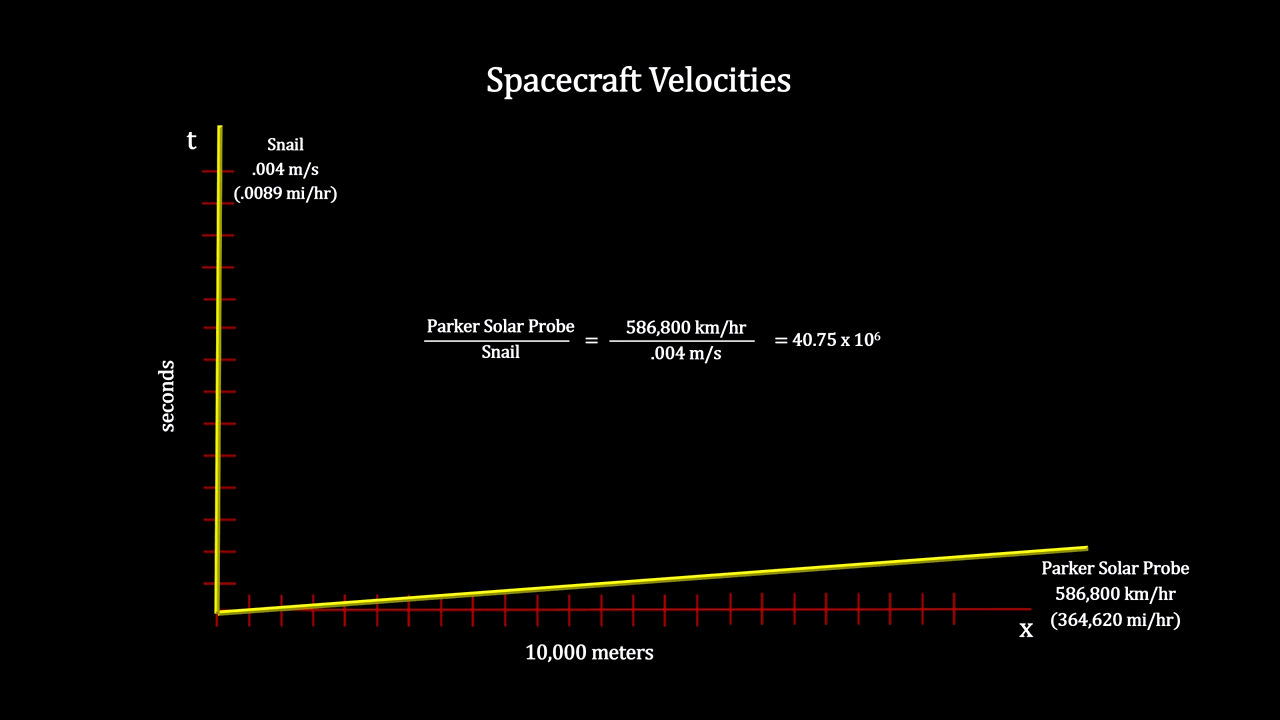 Spacecraft Velocities
t
Snail
.004 m/s
(.0089 mi/hr)
Parker Solar Probe
Snail
=
586,800 km/hr
.004 m/s
= 40.75 x 10⁶
seconds
Parker Solar Probe
586,800 km/hr
(364,620 mi/hr)
x
10,000 meters